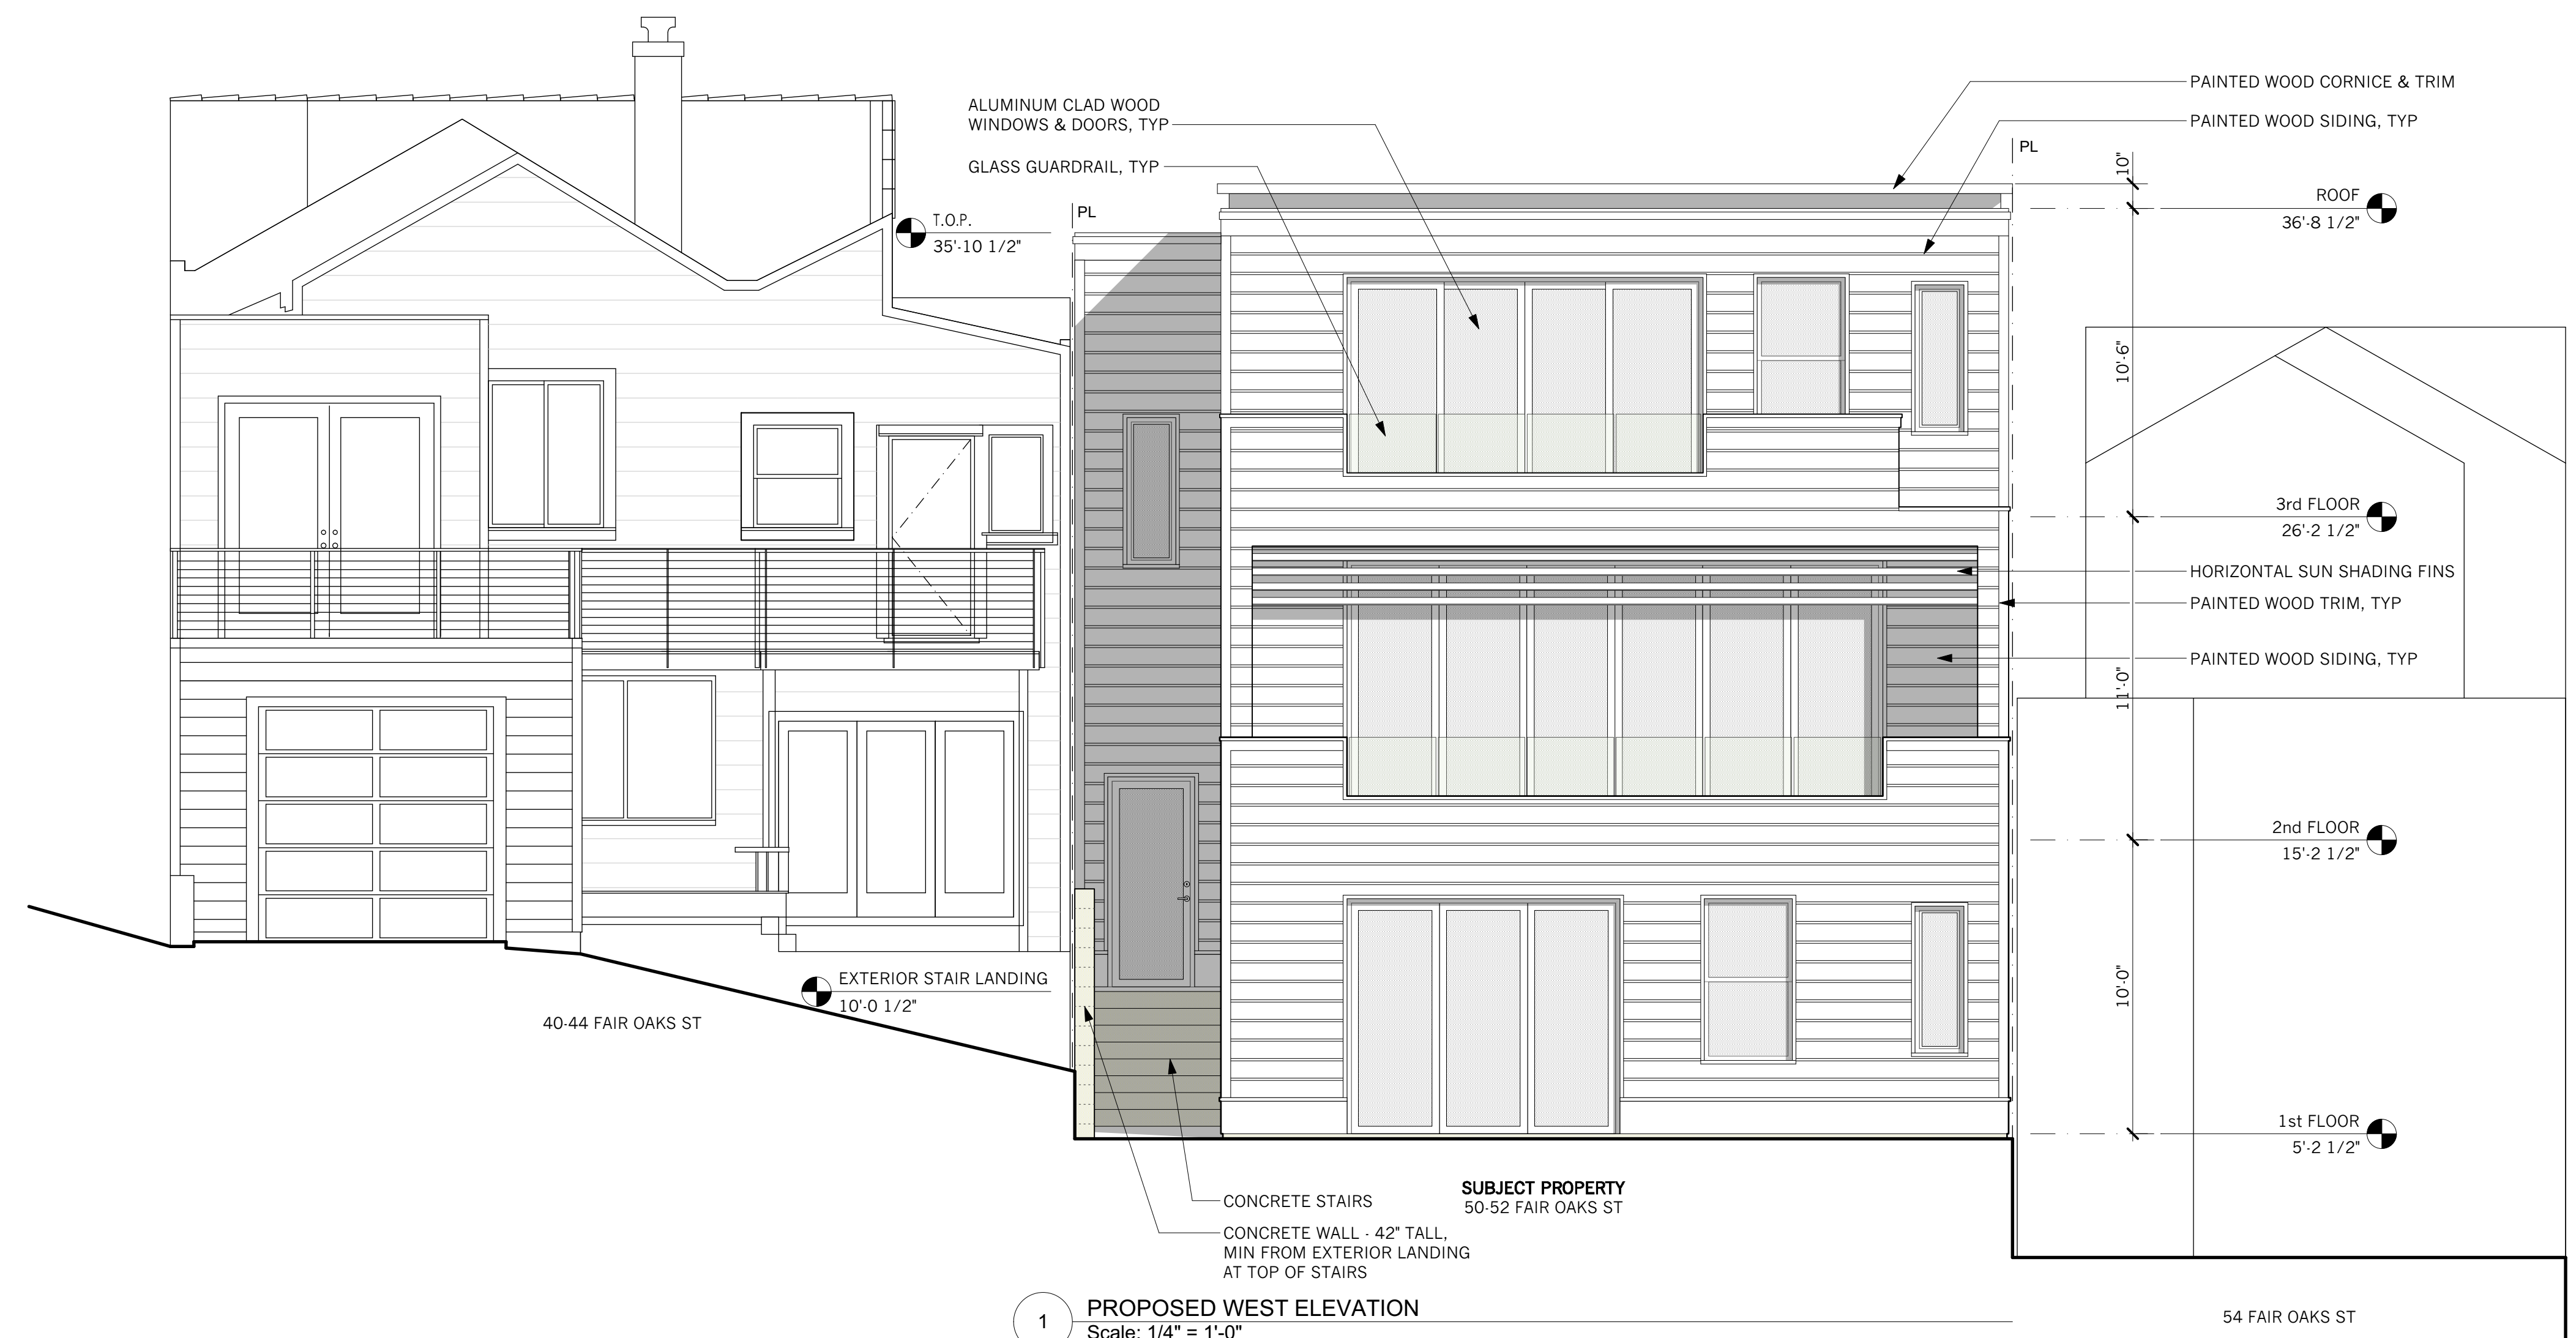 PAINTED WOOD CORNICE & TRIM
ALUMINUM CLAD WOOD
WINDOWS & DOORS, TYP
PAINTED WOOD SIDING, TYP
PL
GLASS GUARDRAIL, TYP
10"
ROOF
36'-8 1/2"
PL
T.O.P.
35'-10 1/2"
10'-6"
3rd FLOOR
26'-2 1/2"
HORIZONTAL SUN SHADING FINS
PAINTED WOOD TRIM, TYP
PAINTED WOOD SIDING, TYP
11'-0"
2nd FLOOR
15'-2 1/2"
EXTERIOR STAIR LANDING
10'-0 1/2"
10'-0"
40-44 FAIR OAKS ST
1st FLOOR
5'-2 1/2"
SUBJECT PROPERTY
50-52 FAIR OAKS ST
CONCRETE STAIRS
CONCRETE WALL - 42" TALL,
MIN FROM EXTERIOR LANDING
AT TOP OF STAIRS
1
PROPOSED WEST ELEVATION
Scale: 1/4" = 1'-0"
54 FAIR OAKS ST